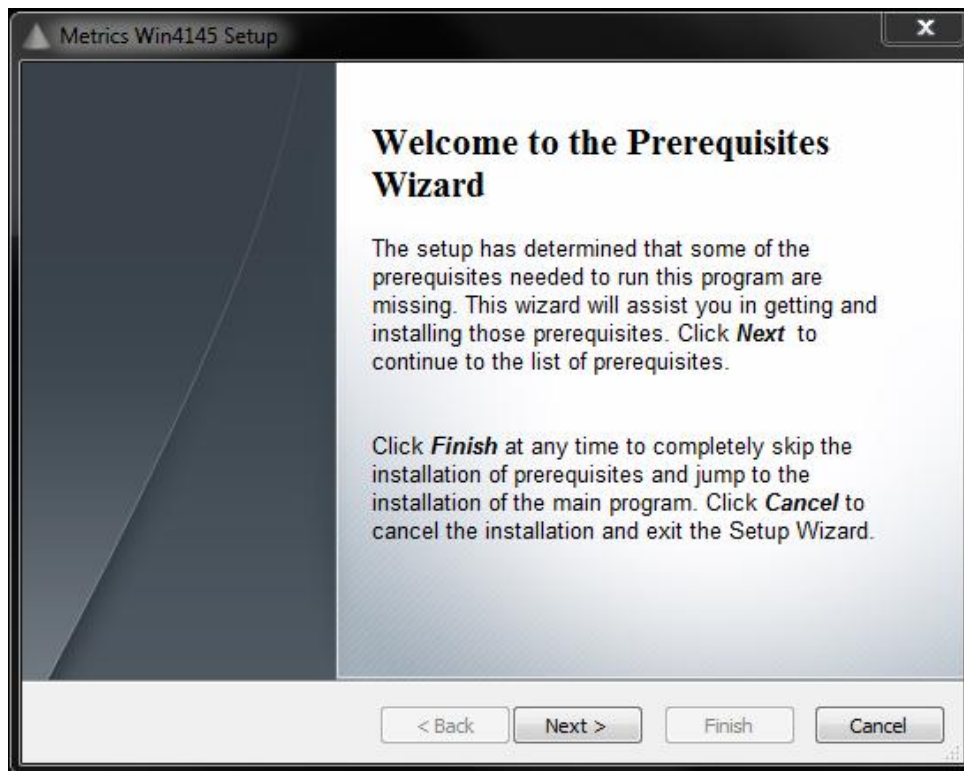 Metrics Win4145 Setup
x
Welcome to the Prerequisites
Wizard
The setup has determined that some of the
prerequisites needed to run this program are
missing. This wizard will assist you in getting and
installing those prerequisites. Click Next to
continue to the list of prerequisites.
Click Finish at any time to completely skip the
installation of prerequisites and jump to the
installation of the main program. Click Cancel to
cancel the installation and exit the Setup Wizard.
< Back Next > Finish Cancel